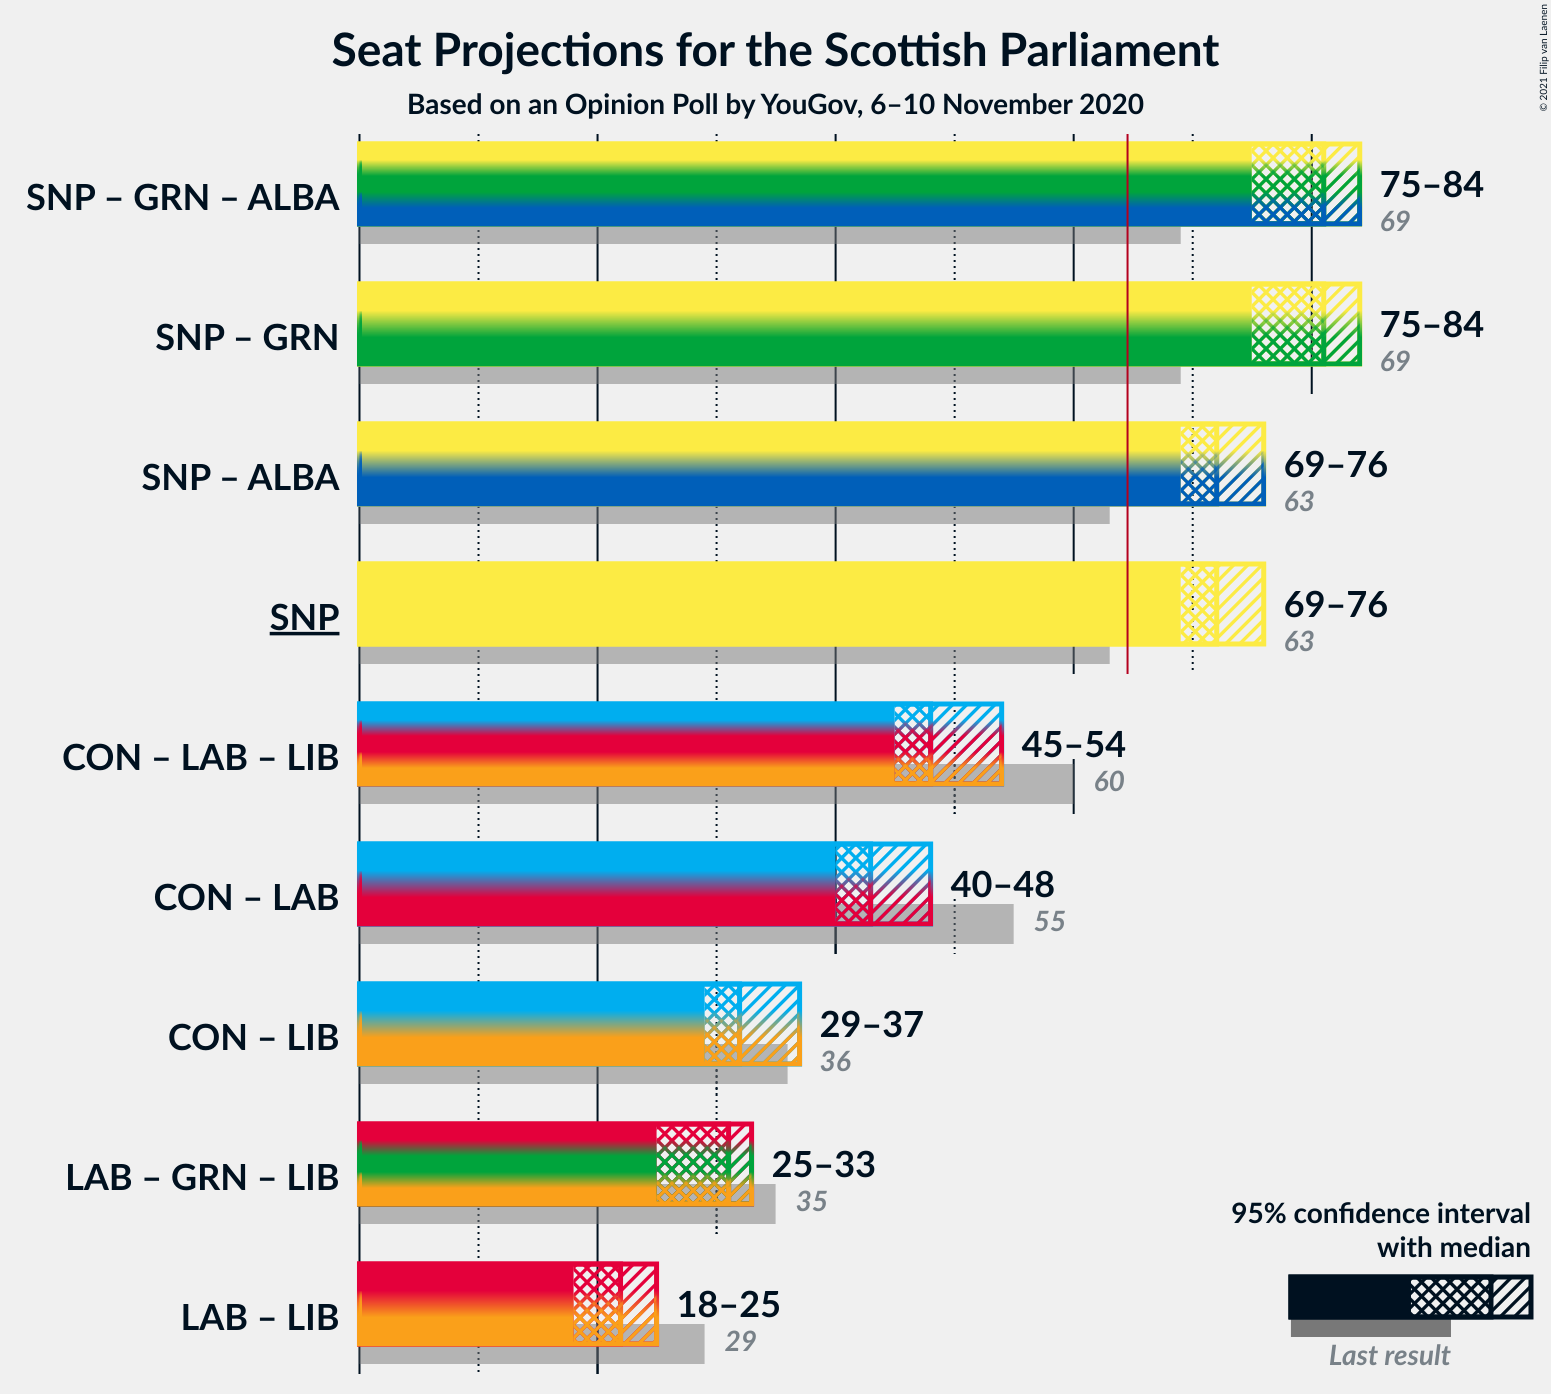 Seat Projections for the Scottish Parliament
Based on an Opinion Poll by YouGov, 6–10 November 2020
© 2021 Filip van Laenen
SNP – GRN – ALBA
75–84
69
SNP – GRN
75–84
69
SNP – ALBA
69–76
63
SNP
69–76
63
CON – LAB – LIB
45–54
60
CON – LAB
40–48
55
CON – LIB
29–37
36
LAB – GRN – LIB
25–33
35
LAB – LIB
18–25
29
95% confidence interval
with median
Last result